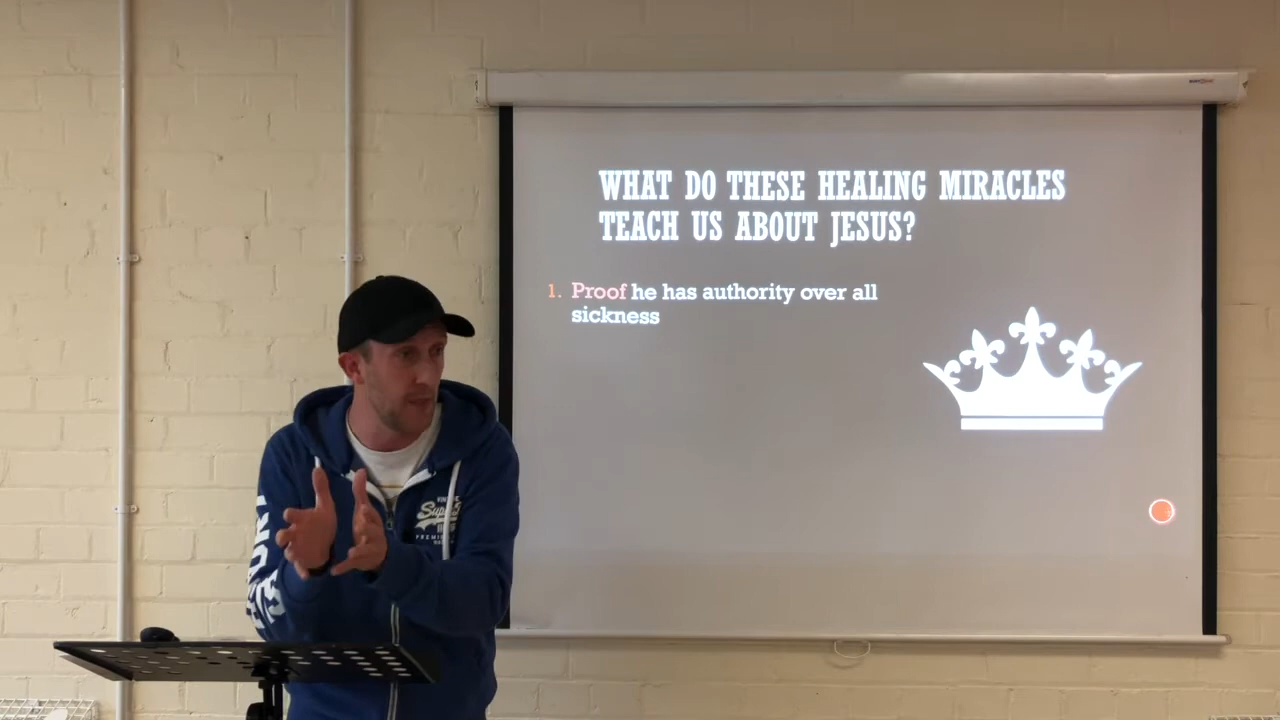 WHAT DO THESE HEALING MIRACLES
TEACH US ABOUT JESUS?
1. Proof he has authority over all
sickness